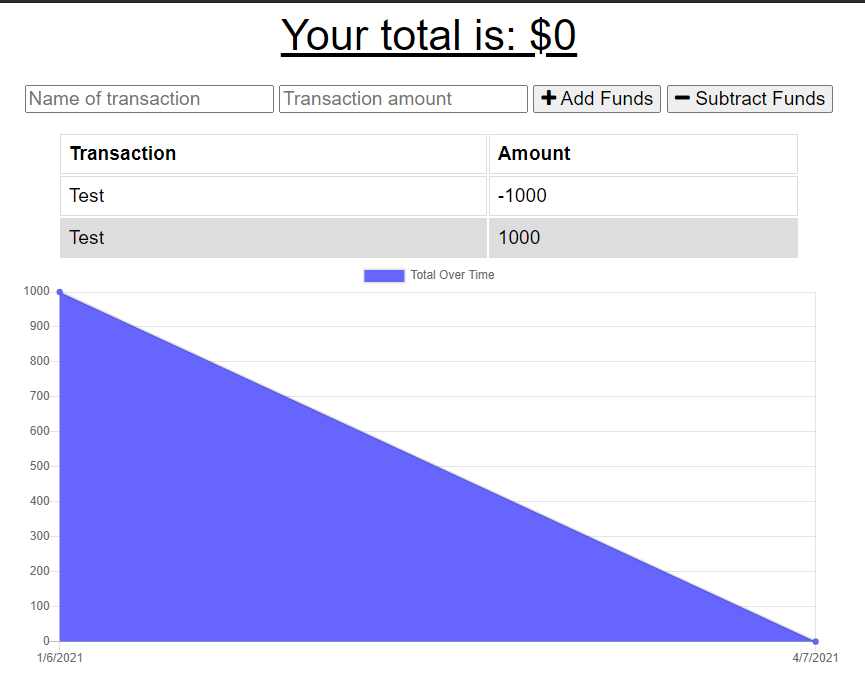 Your total is: $0
Name of transaction Transaction amount Add Funds Subtract Funds
Transaction Amount
Test -1000
Test 1000
Total Over Time
1000
900
800
700
600
500
400
300
200
100
0
1/6/2021 4/7/2021